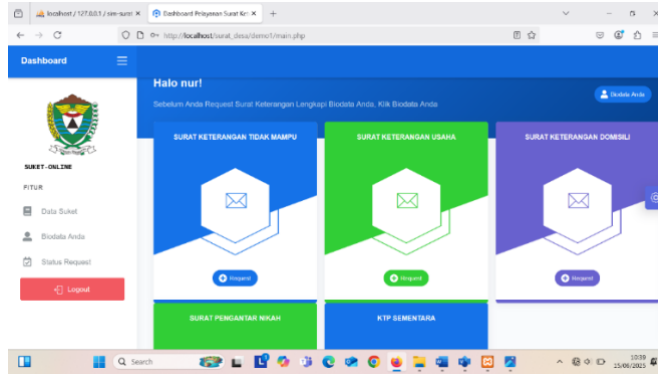 localhost / 127.0.0.1 / sim-surat
Dashboard Pelayanan Surat Ket
http://localhost/surat_desa/demo1/main.php
Dashboard
Halo nur!
Sebelum Anda Request Surat Keterangan Lengkapi Biodata Anda, Klik Biodata Anda
Biodata Anda
SUKET-ONLINE
FITUR
Data Suket
Biodata Anda
Status Request
Logout
SURAT KETERANGAN TIDAK MAMPU
Request
SURAT KETERANGAN USAHA
Request
SURAT KETERANGAN DOMISILI
Request
SURAT PENGANTAR NIKAH
KTP SEMENTARA
Search
10:39
15/06/2025